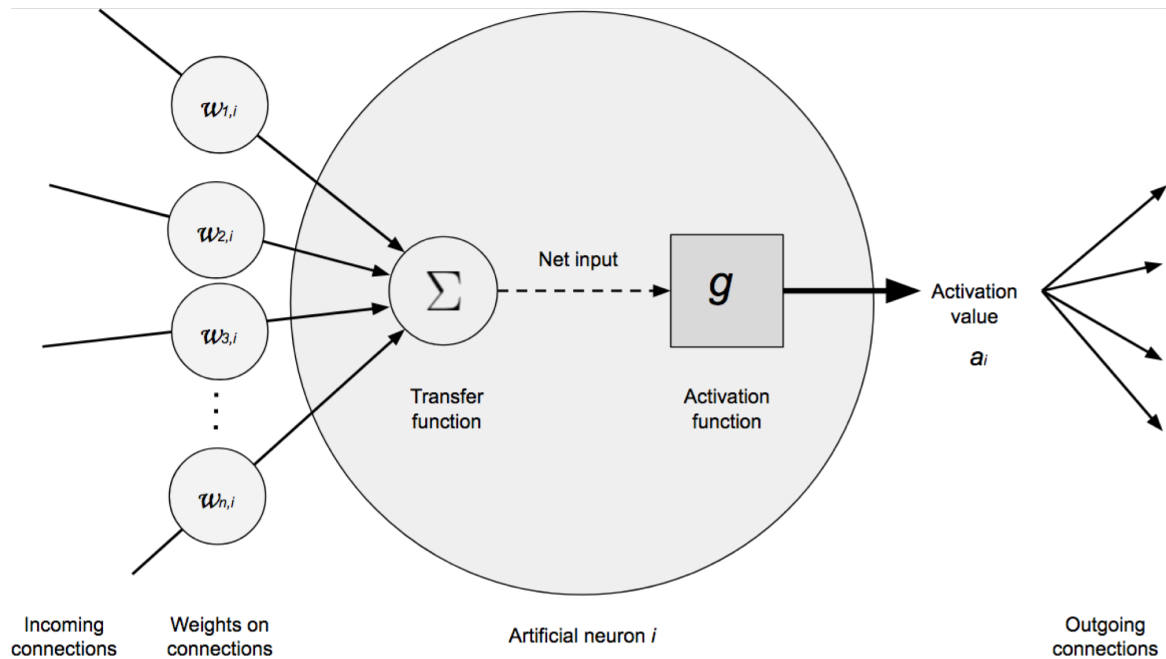 w1,i
w2,i
w3,i
wn,i
Σ
Net input
g
Activation
value
ai
Transfer
function
Activation
function
Incoming
connections
Weights on
connections
Artificial neuron i
Outgoing
connections